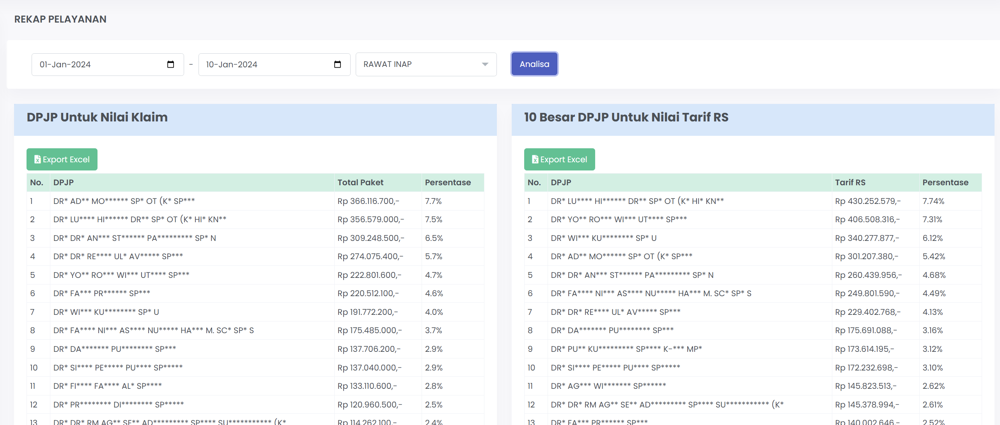 REKAP PELAYANAN
01-Jan-2024 - 10-Jan-2024 RAWAT INAP Analisa
DPJP Untuk Nilai Klaim
Export Excel
No. DPJP Total Paket Persentase
1 DR* AD** MO****** SP* OT (K* SP*** Rp 366.116.700,- 7.7%
2 DR* LU**** HI****** DR** SP* OT (K* HI* KN** Rp 356.579.000,- 7.5%
3 DR* DR* AN*** ST****** PA********* SP* N Rp 309.248.500,- 6.5%
4 DR* DR* RE**** UL* AV***** SP*** Rp 274.075.400,- 5.7%
5 DR* YO** RO*** WI*** UT**** SP*** Rp 222.801.600,- 4.7%
6 DR* FA*** PR****** SP*** Rp 220.512.100,- 4.6%
7 DR* WI*** KU******** SP* U Rp 191.772.200,- 4.0%
8 DR* FA**** NI*** AS**** NU***** HA*** M. SC* SP* S Rp 175.485.000,- 3.7%
9 DR* DA******* PU******** SP*** Rp 137.706.200,- 2.9%
10 DR* SI**** PE***** PU**** SP***** Rp 137.040.000,- 2.9%
11 DR* FI**** FA**** AL* SP**** Rp 133.110.600,- 2.8%
12 DR* PR******** DI******** SP***** Rp 120.960.500,- 2.5%
13 DR* DR* RM AG** SE** AD********* SP**** SU*********** (K* Rp 114.262.100,- 2.4%
10 Besar DPJP Untuk Nilai Tarif RS
Export Excel
No. DPJP Tarif RS Persentase
1 DR* LU**** HI****** DR** SP* OT (K* HI* KN** Rp 430.252.579,- 7.74%
2 DR* YO** RO*** WI*** UT**** SP*** Rp 406.508.316,- 7.31%
3 DR* WI*** KU******** SP* U Rp 340.277.877,- 6.12%
4 DR* AD** MO****** SP* OT (K* SP*** Rp 301.207.380,- 5.42%
5 DR* DR* AN*** ST****** PA********* SP* N Rp 260.439.956,- 4.68%
6 DR* FA**** NI*** AS**** NU***** HA*** M. SC* SP* S Rp 249.801.590,- 4.49%
7 DR* DR* RE**** UL* AV***** SP*** Rp 229.402.768,- 4.13%
8 DR* DA******* PU******** SP*** Rp 175.691.088,- 3.16%
9 DR* PU** KU********* SP**** K-*** MP* Rp 173.614.195,- 3.12%
10 DR* SI**** PE***** PU**** SP***** Rp 172.232.698,- 3.10%
11 DR* AG*** WI******* SP****** Rp 145.823.513,- 2.62%
12 DR* DR* RM AG** SE** AD********* SP**** SU*********** (K* Rp 145.378.994,- 2.61%
13 DR* FA*** PR****** SP*** Rp 140.002.646,- 2.52%